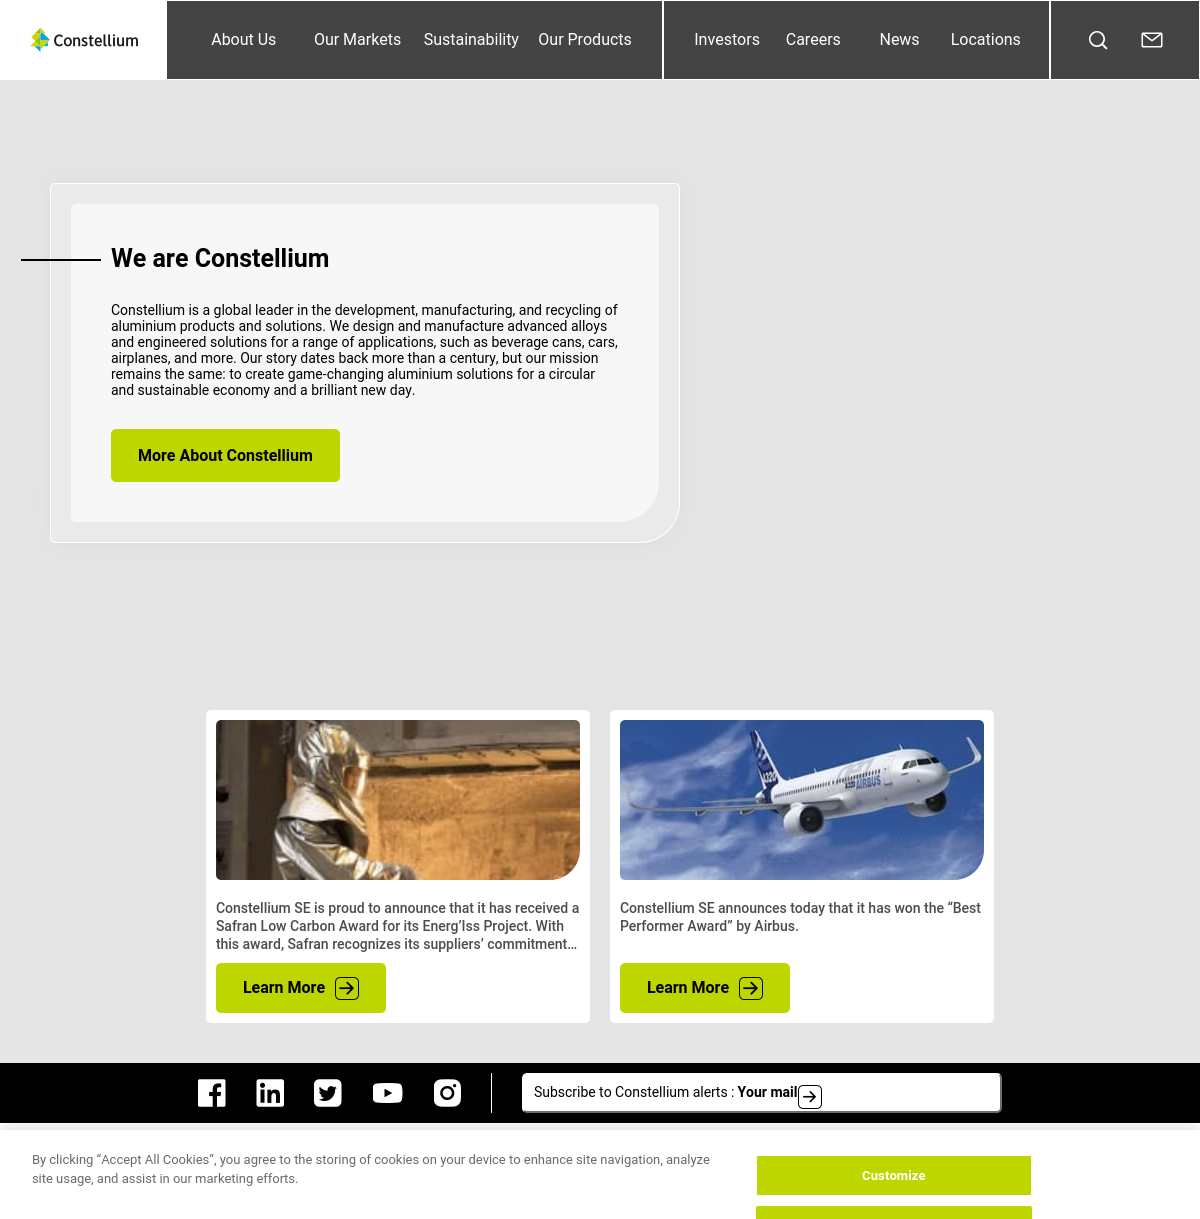 Constellium
About Us
Our Markets
Sustainability
Our Products
Investors
Careers
News
Locations
We are Constellium
Constellium is a global leader in the development, manufacturing, and recycling of
aluminium products and solutions. We design and manufacture advanced alloys
and engineered solutions for a range of applications, such as beverage cans, cars,
airplanes, and more. Our story dates back more than a century, but our mission
remains the same: to create game-changing aluminium solutions for a circular
and sustainable economy and a brilliant new day.
More About Constellium
A320
A320 AIRBUS
Constellium SE is proud to announce that it has received a
Safran Low Carbon Award for its Energ’Iss Project. With
this award, Safran recognizes its suppliers’ commitment...
Learn More
Constellium SE announces today that it has won the “Best
Performer Award” by Airbus.
Learn More
Subscribe to Constellium alerts : Your mail
By clicking “Accept All Cookies”, you agree to the storing of cookies on your device to enhance site navigation, analyze
site usage, and assist in our marketing efforts.
Customize